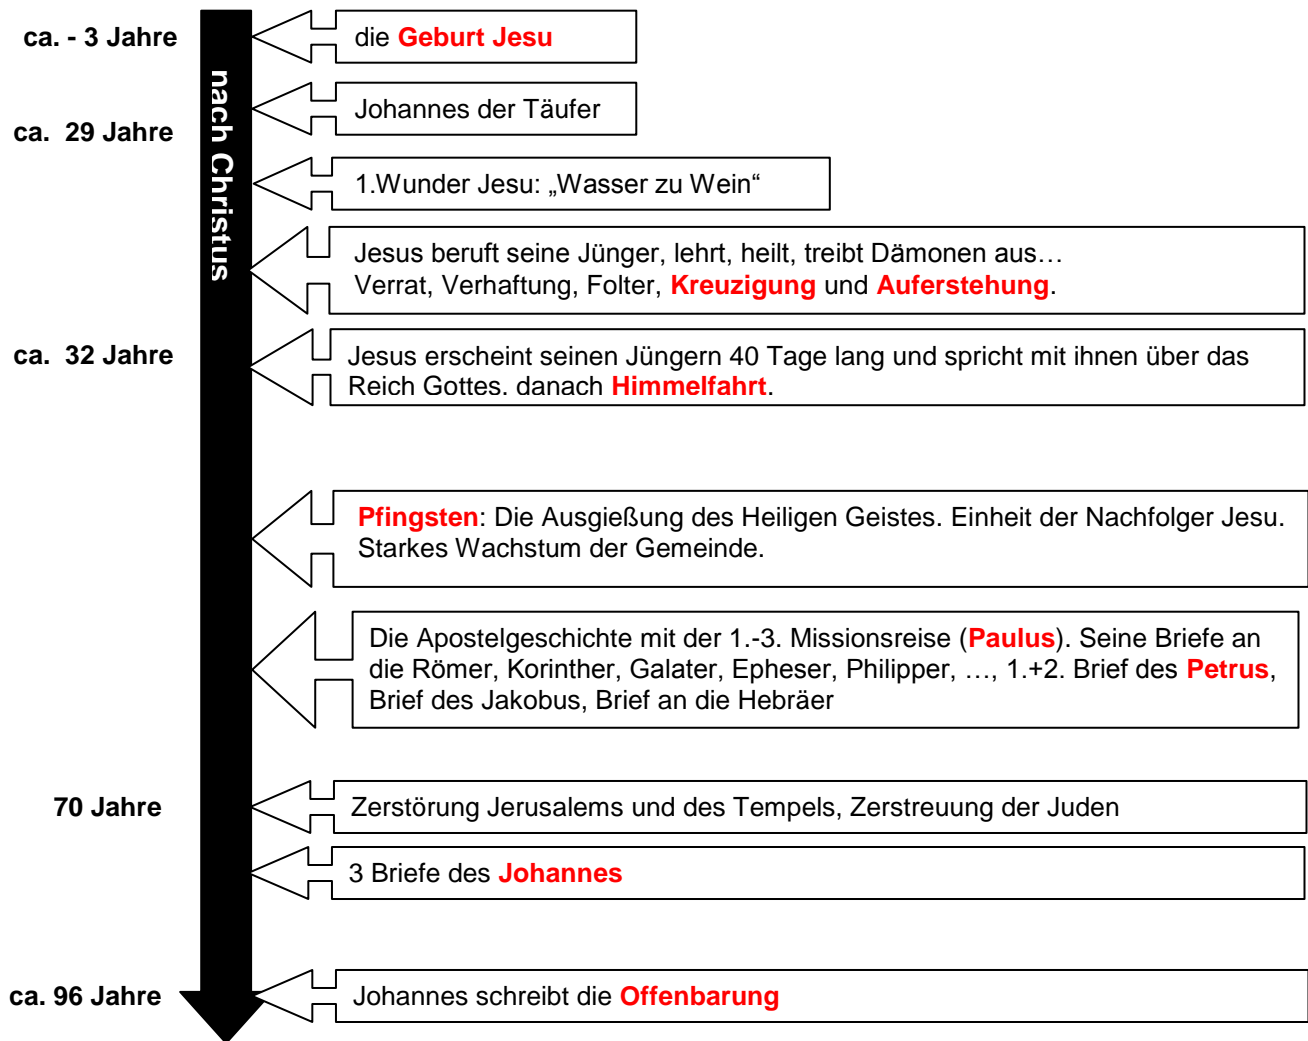 ca. - 3 Jahre
die Geburt Jesu
nach Christus
Johannes der Täufer
ca. 29 Jahre
1.Wunder Jesu: „Wasser zu Wein“
Jesus beruft seine Jünger, lehrt, heilt, treibt Dämonen aus…
Verrat, Verhaftung, Folter, Kreuzigung und Auferstehung.
ca. 32 Jahre
Jesus erscheint seinen Jüngern 40 Tage lang und spricht mit ihnen über das
Reich Gottes. danach Himmelfahrt.
Pfingsten: Die Ausgießung des Heiligen Geistes. Einheit der Nachfolger Jesu.
Starkes Wachstum der Gemeinde.
Die Apostelgeschichte mit der 1.-3. Missionsreise (Paulus). Seine Briefe an
die Römer, Korinther, Galater, Epheser, Philipper, …, 1.+2. Brief des Petrus,
Brief des Jakobus, Brief an die Hebräer
70 Jahre
Zerstörung Jerusalems und des Tempels, Zerstreuung der Juden
3 Briefe des Johannes
ca. 96 Jahre
Johannes schreibt die Offenbarung